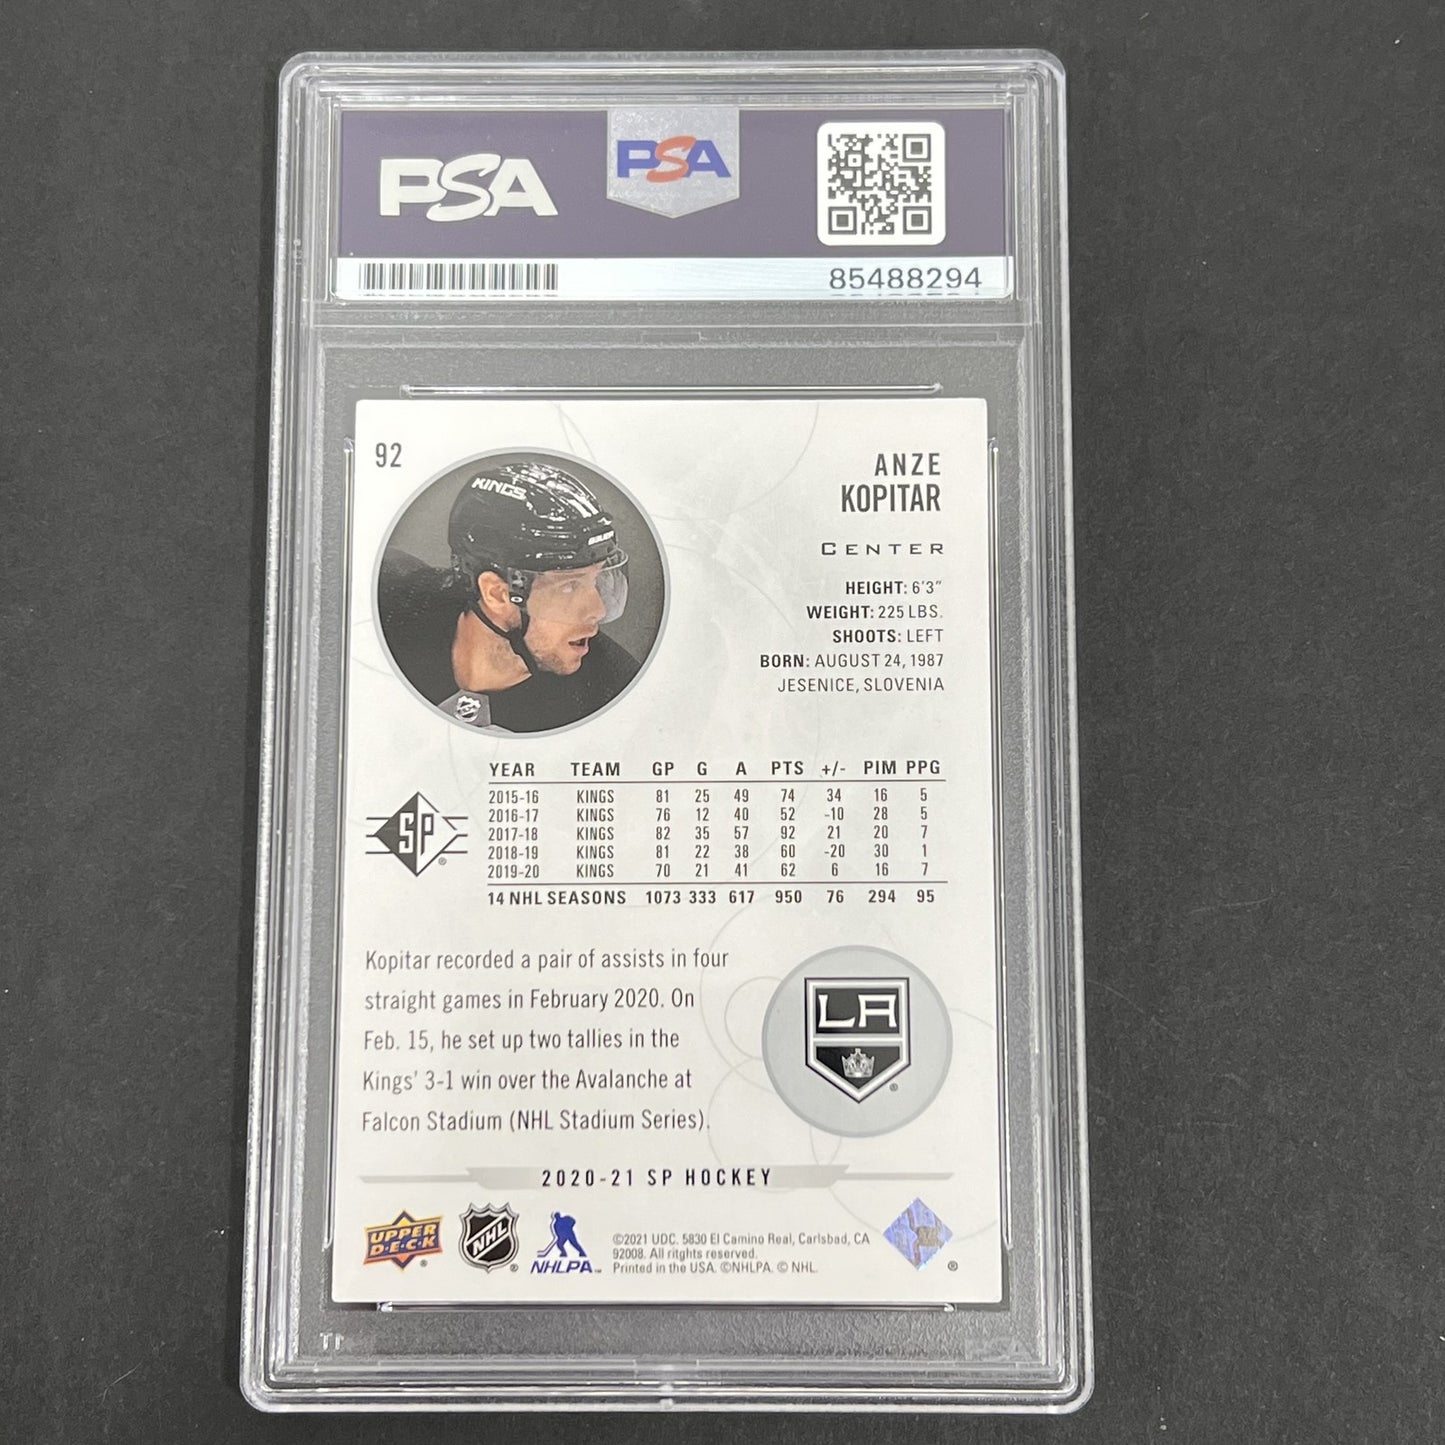 PSA
PSA
85488294
92
KINGS
BAUER
ANZE
KOPITAR
CENTER
HEIGHT: 6'3"
WEIGHT: 225 LBS.
SHOOTS: LEFT
BORN: AUGUST 24, 1987
JESENICE, SLOVENIA
YEAR TEAM GP G A PTS +/- PIM PPG
2015-16 KINGS 81 25 49 74 34 16 5
2016-17 KINGS 76 12 40 52 -10 28 5
2017-18 KINGS 82 35 57 92 21 20 7
2018-19 KINGS 81 22 38 60 -20 30 1
2019-20 KINGS 70 21 41 62 6 16 7
14 NHL SEASONS 1073 333 617 950 76 294 95
SP®
Kopitar recorded a pair of assists in four
straight games in February 2020. On
Feb. 15, he set up two tallies in the
Kings' 3-1 win over the Avalanche at
Falcon Stadium (NHL Stadium Series).
LA
®
2020-21 SP HOCKEY
UPPER
DECK®
NHL®
NHLPA™
©2021 UDC. 5830 El Camino Real, Carlsbad, CA
92008. All ritghts reserved.
Printed in the USA. ©NHLPA. © NHL.
®